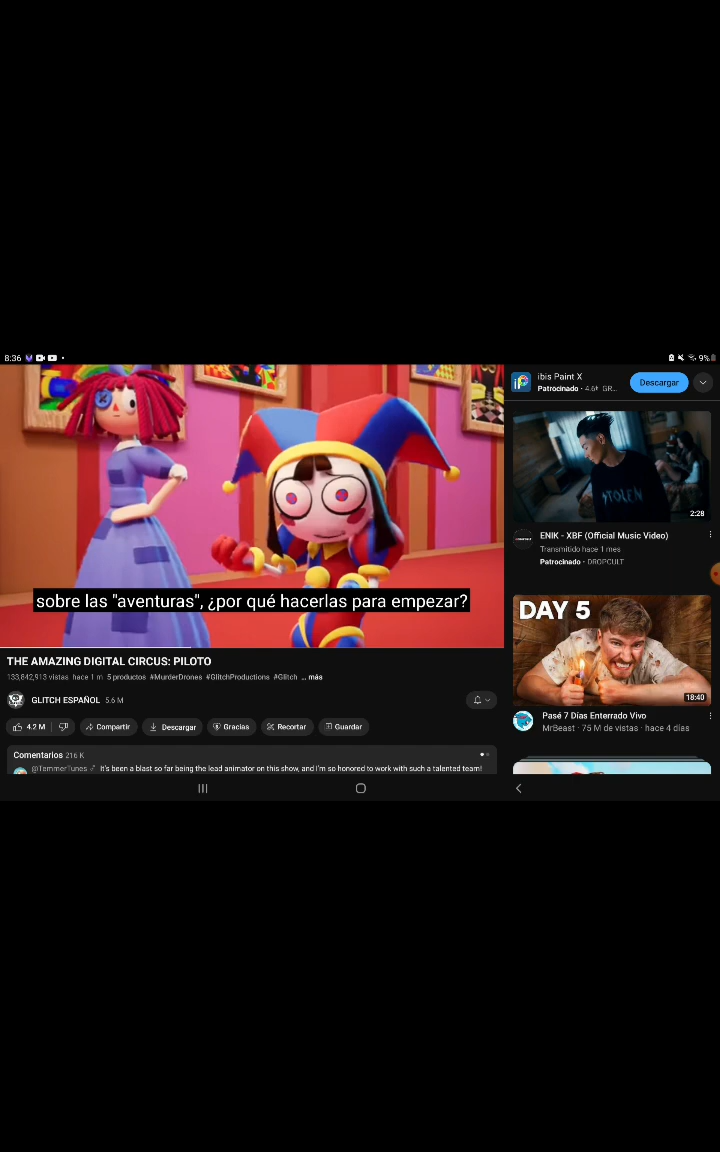 8:36
9%
sobre las "aventuras", ¿por qué hacerlas para empezar?
THE AMAZING DIGITAL CIRCUS: PILOTO
133,842,913 vistas hace 1 m 5 productos #MurderDrones #GlitchProductions #Glitch ... más
GLITCH ESPAÑOL 5.6 M
4.2 M
Compartir
Descargar
Gracias
Recortar
Guardar
Comentarios 216 K
@TemmerTunes It's been a blast so far being the lead animator on this show, and I'm so honored to work with such a talented team!
ibis Paint X
Patrocinado • 4.6 GR...
Descargar
STOLEN
2:28
ENIK - XBF (Official Music Video)
Transmitido hace 1 mes
Patrocinado • DROPCULT
DAY 5
18:40
Pasé 7 Días Enterrado Vivo
MrBeast • 75 M de vistas • hace 4 días